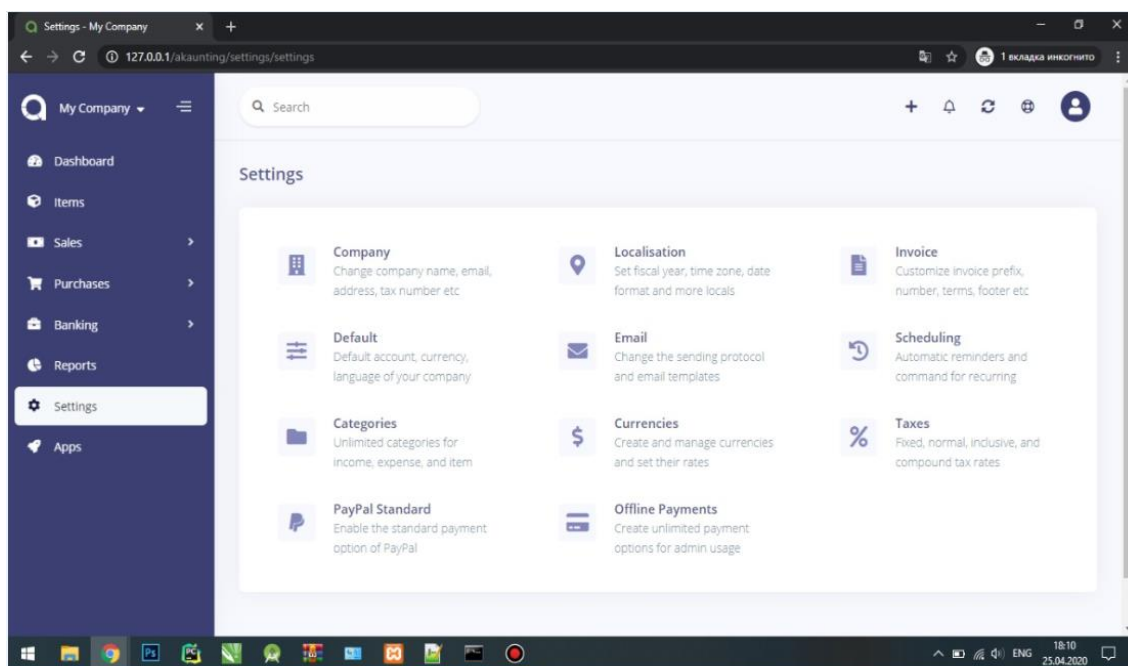 Settings - My Company
127.0.0.1/akaunting/settings/settings
1 вкладка инкогнито
My Company
Search
Dashboard
Items
Sales
Purchases
Banking
Reports
Settings
Apps
Settings
Company
Change company name, email,
address, tax number etc
Localisation
Set fiscal year, time zone, date
format and more locals
Invoice
Customize invoice prefix,
number, terms, footer etc
Default
Default account, currency,
language of your company
Email
Change the sending protocol
and email templates
Scheduling
Automatic reminders and
command for recurring
Categories
Unlimited categories for
income, expense, and item
Currencies
Create and manage currencies
and set their rates
Taxes
Fixed, normal, inclusive, and
compound tax rates
PayPal Standard
Enable the standard payment
option of PayPal
Offline Payments
Create unlimited payment
options for admin usage
Ps
PC
ENG
18:10
25.04.2020